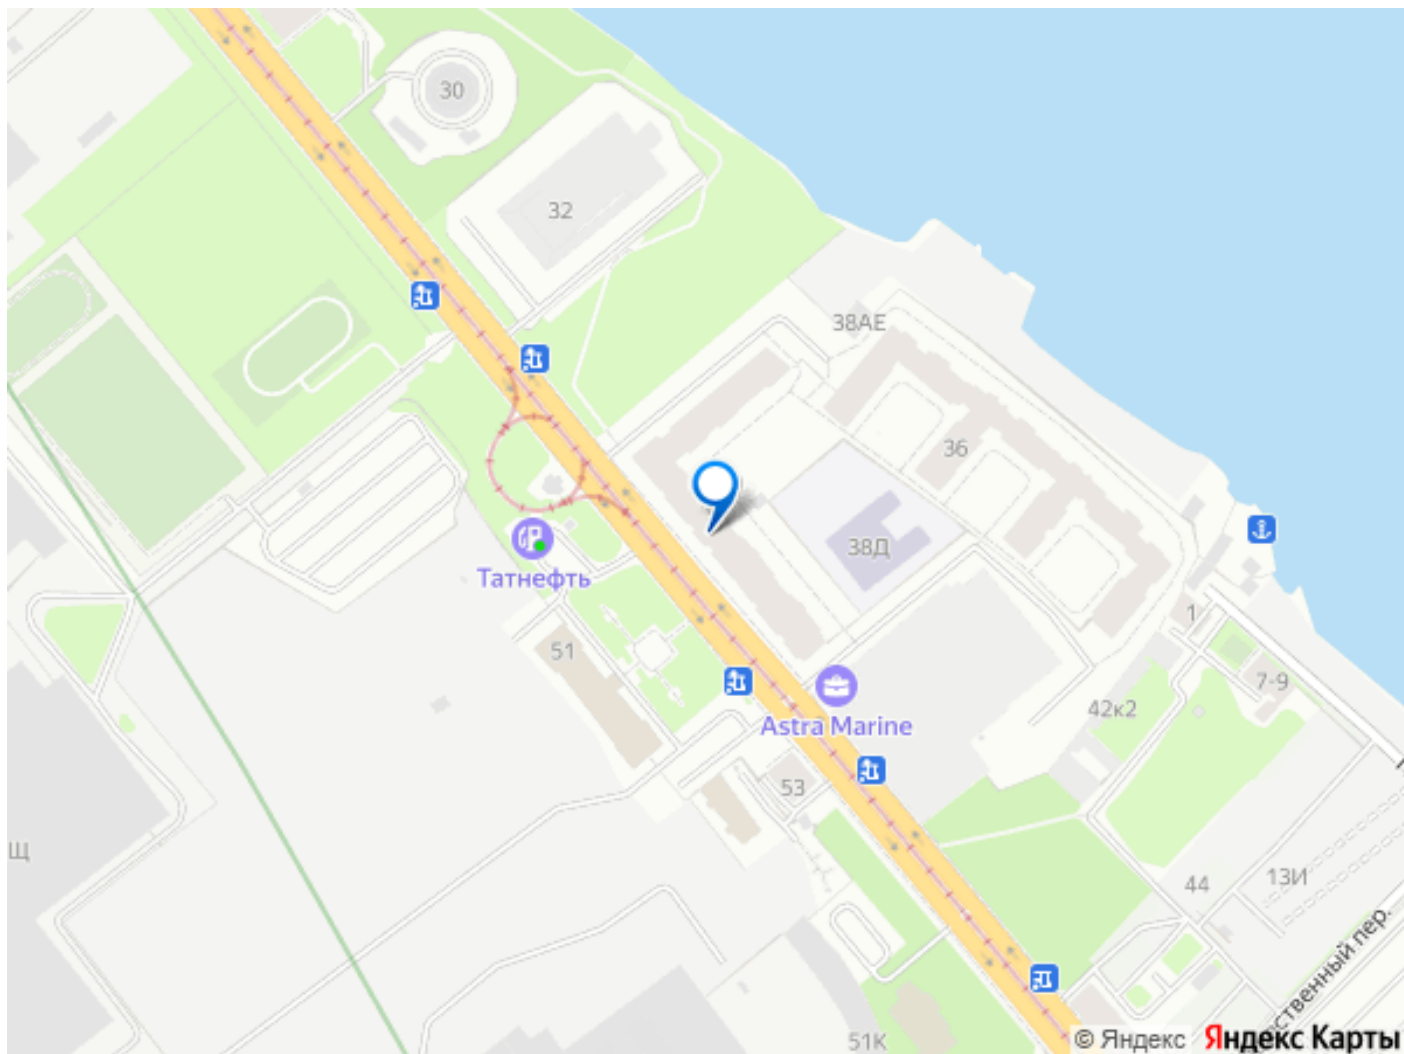 30
32
38АЕ
36
38Д
Татнефть
51
1
7-9
42к2
Astra Marine
53
Щ
44
13И
ственный пер.
51К
© Яндекс Яндекс Карты